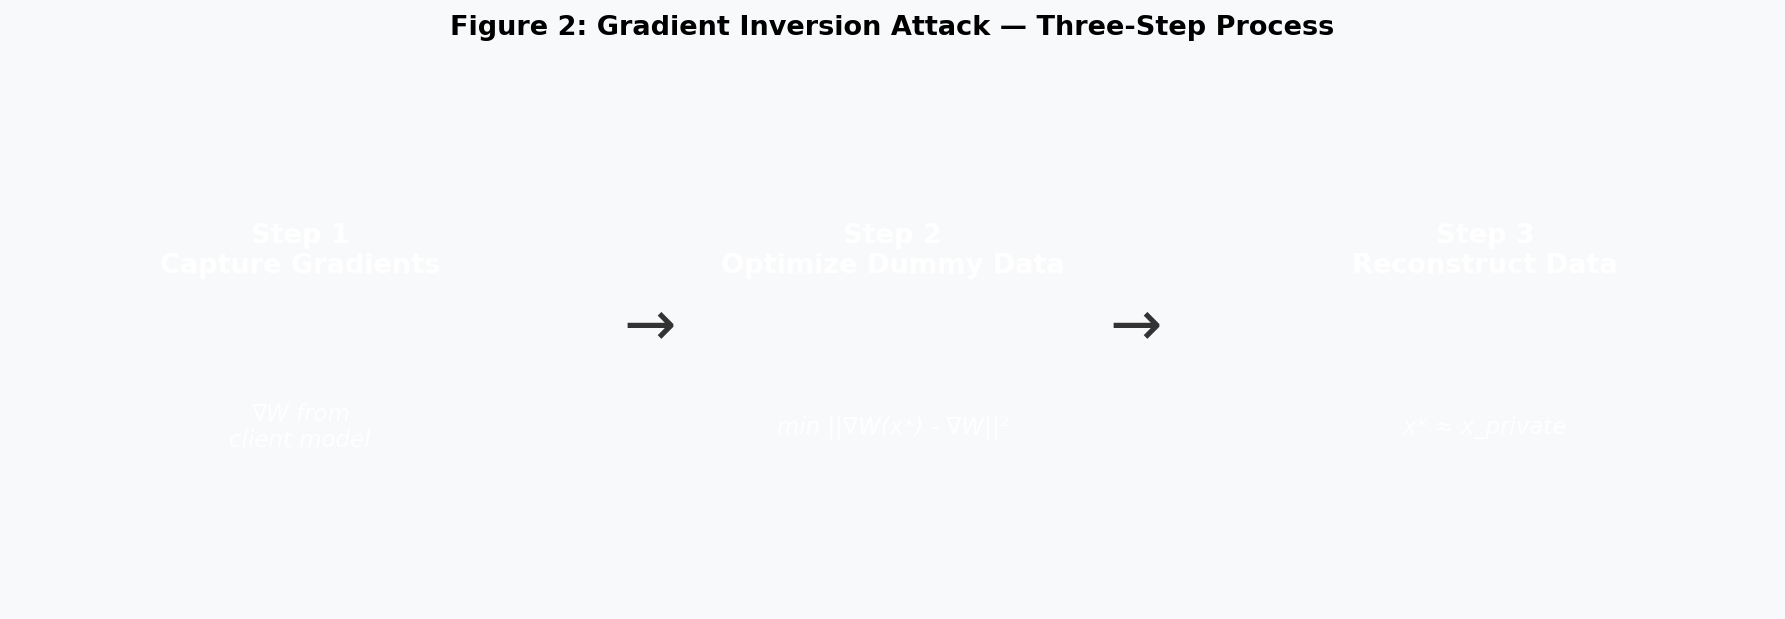 Figure 2: Gradient Inversion Attack — Three-Step Process
Step 1
Capture Gradients
Step 2
Optimize Dummy Data
Step 3
Reconstruct Data
→
→
∇W from
client model
min ||∇W(x*) - ∇W||²
x* ≈ x_private